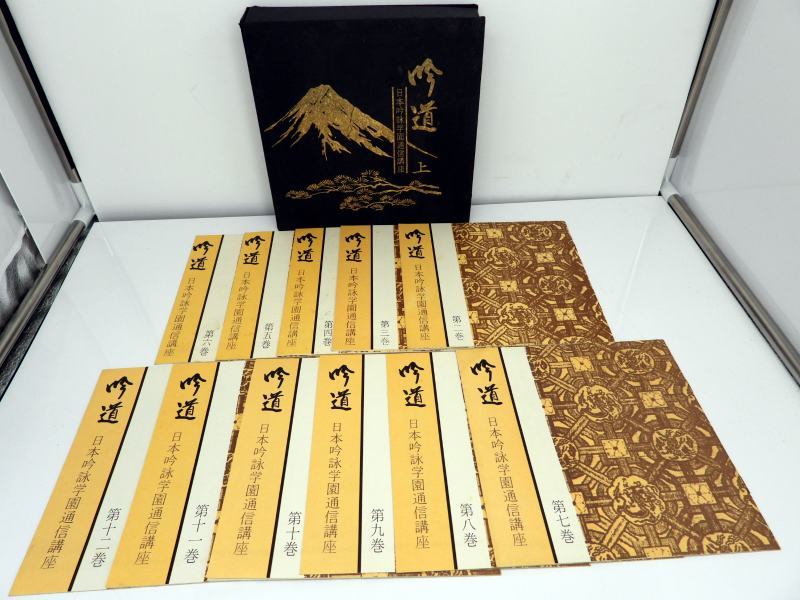 吟道
日本吟詠学園通信講座
上
吟道
日本吟詠学園通信講座
第六巻
吟道
日本吟詠学園通信講座
第五巻
吟道
日本吟詠学園通信講座
第四巻
吟道
日本吟詠学園通信講座
第三巻
吟道
日本吟詠学園通信講座
第二巻
吟道
日本吟詠学園通信講座
第十二巻
吟道
日本吟詠学園通信講座
第十一巻
吟道
日本吟詠学園通信講座
第十巻
吟道
日本吟詠学園通信講座
第九巻
吟道
日本吟詠学園通信講座
第八巻
吟道
日本吟詠学園通信講座
第七巻